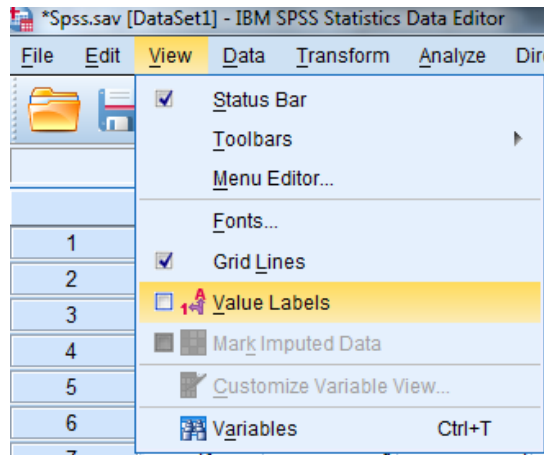 *Spss.sav [DataSet1] - IBM SPSS Statistics Data Editor
File Edit View Data Transform Analyze Dir
Status Bar
Toolbars
Menu Editor...
Fonts...
1
Grid Lines
2
Value Labels
3
Mark Imputed Data
4
Customize Variable View...
5
Variables Ctrl+T
6
7